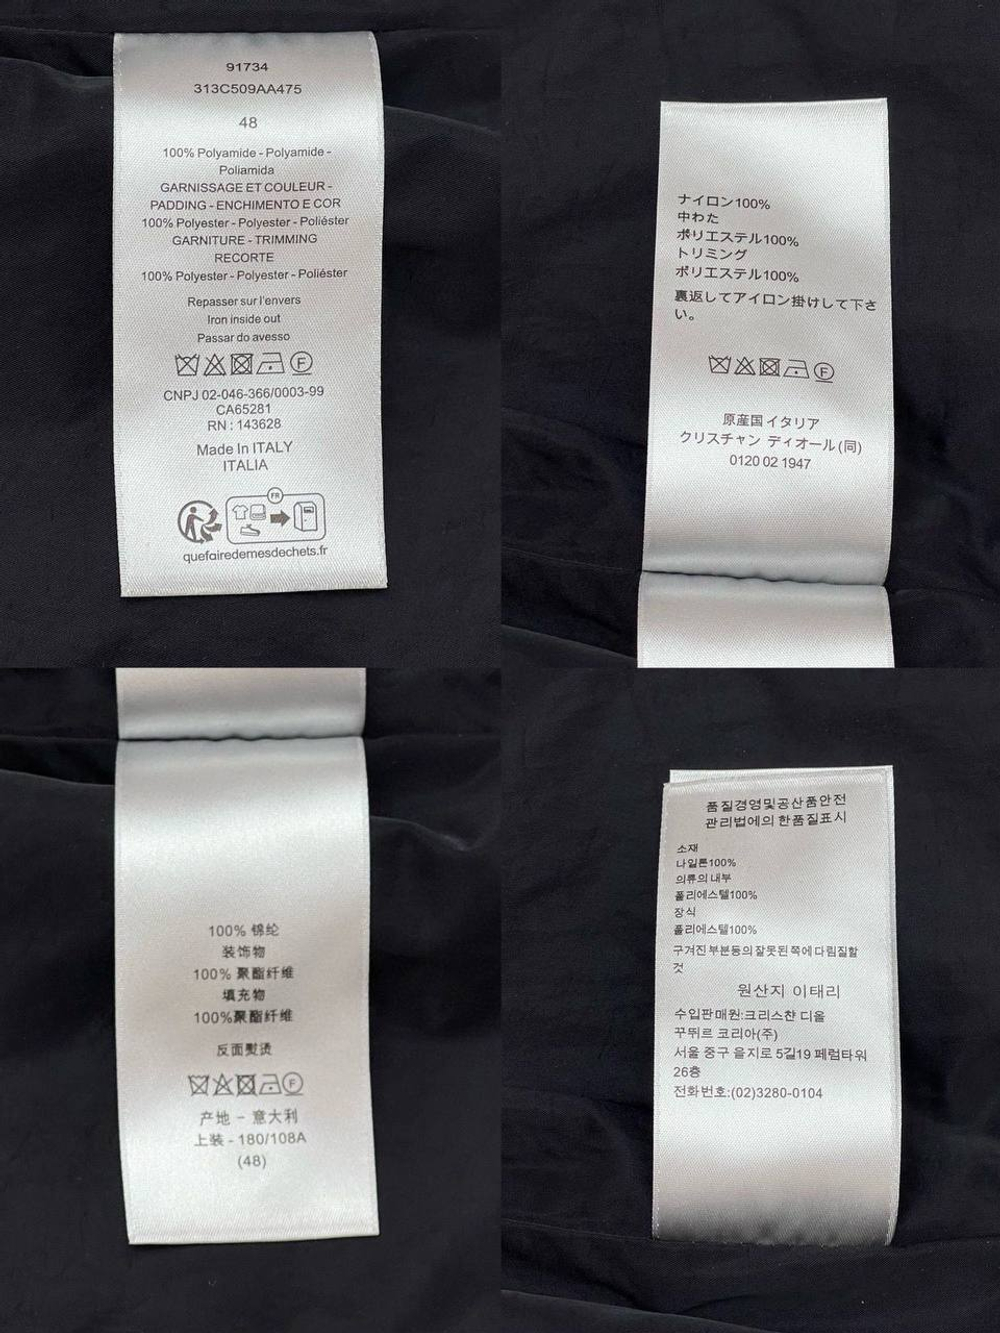 91734
313C509AA475
48
100% Polyamide - Polyamide -
Poliamida
GARNISSAGE ET COULEUR -
PADDING - ENCHIMENTO E COR
100% Polyester - Polyester - Poliéster
GARNITURE - TRIMMING
RECORTE
100% Polyester - Polyester - Poliéster
Repasser sur l'envers
Iron inside out
Passar do avesso
F
CNPJ 02-046-366/0003-99
CA65281
RN : 143628
Made In ITALY
ITALIA
FR
quefairedemesdechets.fr
ナイロン100%
中わた
ポリエステル100%
トリミング
ポリエステル100%
裏返してアイロン掛けして下さ
い。
F
原産国 イタリア
クリスチャン ディオール (同)
0120 02 1947
100% 锦纶
装饰物
100% 聚酯纤维
填充物
100%聚酯纤维
反面熨烫
F
产地 - 意大利
上装 - 180/108A
(48)
품질경영및공산품안전
관리법에의한품질표시
소재
나일론100%
의류의내부
폴리에스텔100%
장식
폴리에스텔100%
구겨진부분등의잘못된쪽에다림질할
것
원산지 이태리
수입판매원:크리스챤 디올
꾸뛰르 코리아(주)
서울 중구 을지로 5길19 페럼타워
26층
전화번호:(02)3280-0104